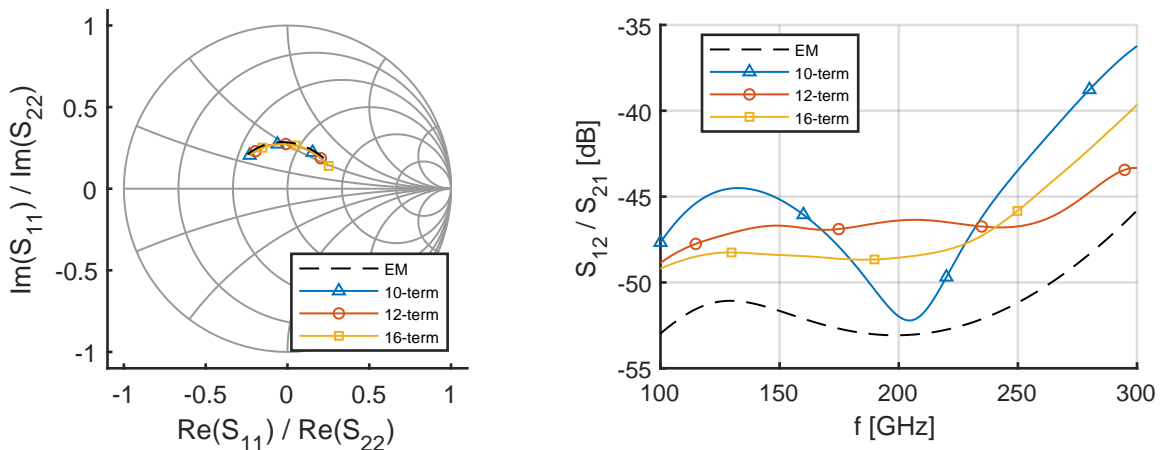 1
0.5
0
-0.5
-1
Im(S11) / Im(S22)
-1
-0.5
0
0.5
1
Re(S11) / Re(S22)
EM
10-term
12-term
16-term
-35
-40
-45
-50
-55
S12 / S21 [dB]
100
150
200
250
300
f [GHz]
EM
10-term
12-term
16-term